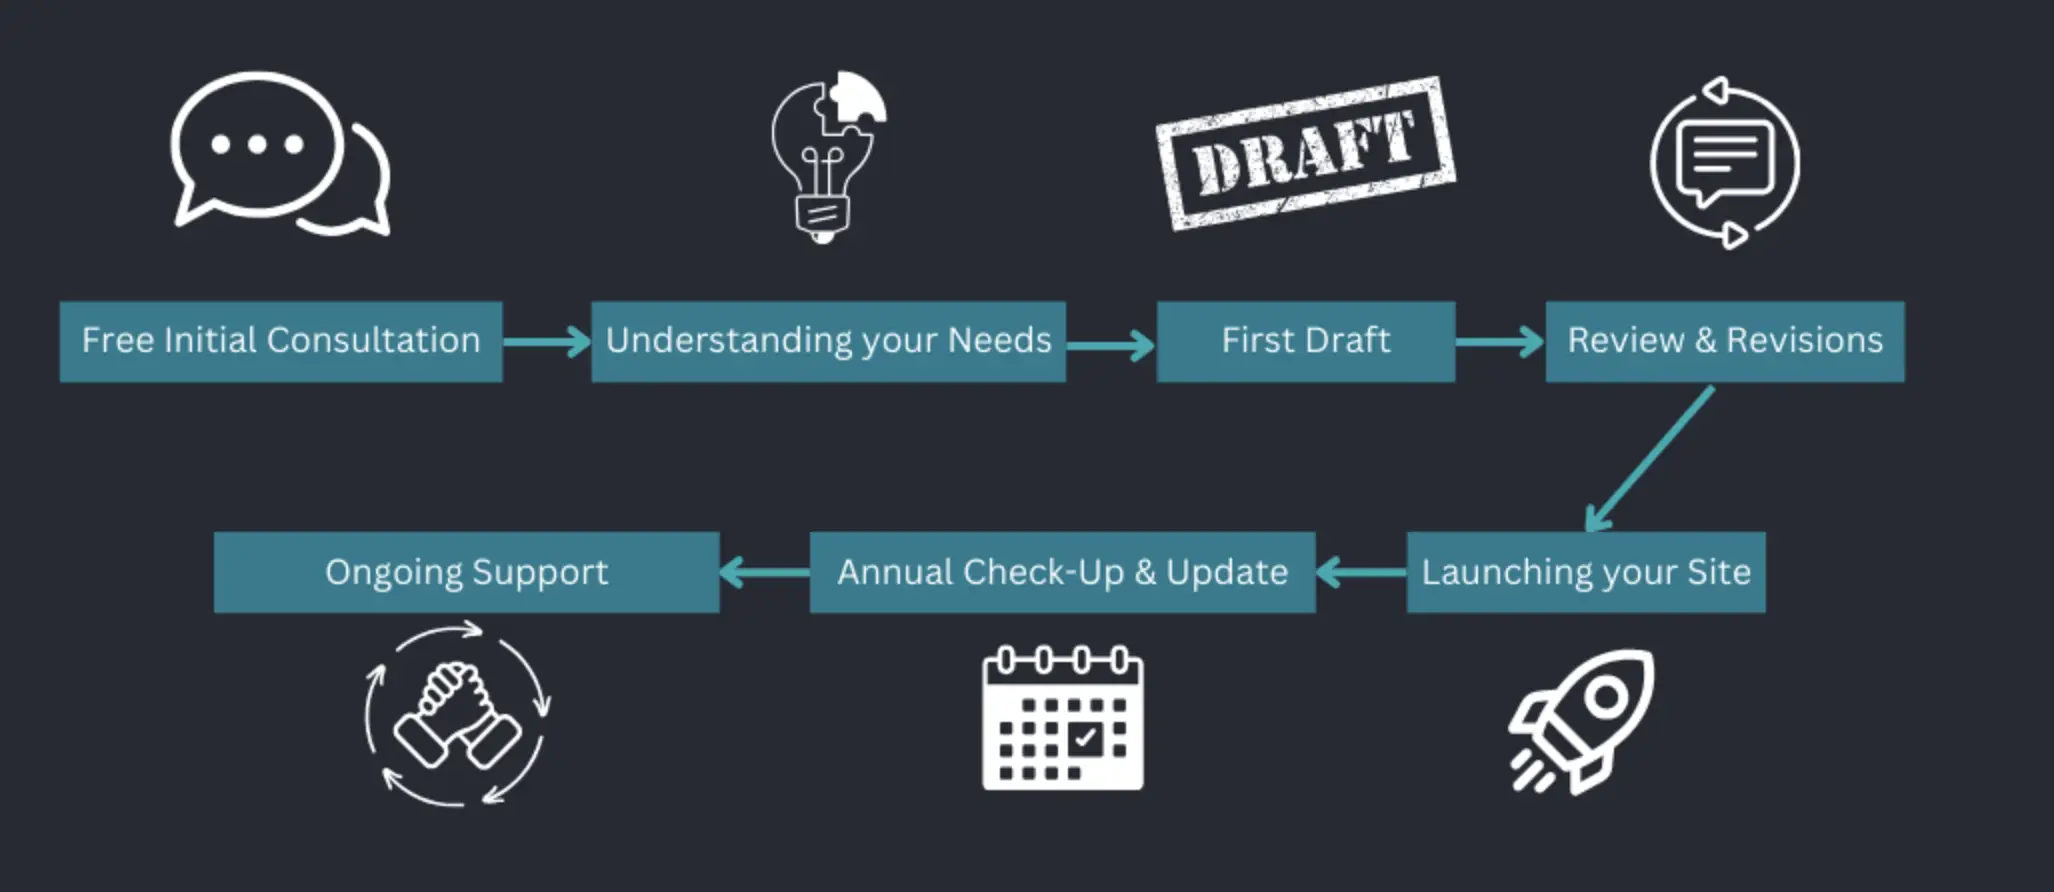 DRAFT
Free Initial Consultation
Understanding your Needs
First Draft
Review & Revisions
Launching your Site
Annual Check-Up & Update
Ongoing Support